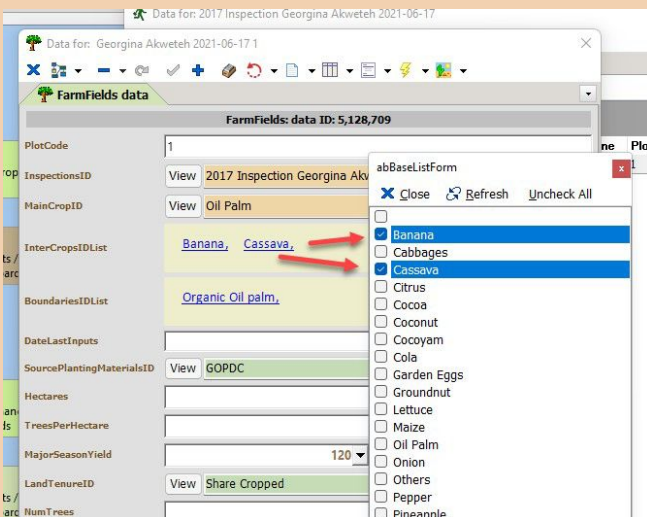 Data for: 2017 Inspection Georgina Akweteh 2021-06-17
Data for: Georgina Akweteh 2021-06-17 1
FarmFields data
FarmFields: data ID: 5,128,709
PlotCode
1
InspectionsID
View
2017 Inspection Georgina Akw
MainCropID
View
Oil Palm
InterCropsIDList
Banana, Cassava,
BoundariesIDList
Organic Oil palm,
DateLastInputs
SourcePlantingMaterialsID
View
GOPDC
Hectares
TreesPerHectare
MajorSeasonYield
120
LandTenureID
View
Share Cropped
NumTrees
abBaseListForm
x
Close Refresh Uncheck All
Banana
Cabbages
Cassava
Citrus
Cocoa
Coconut
Cocoyam
Cola
Garden Eggs
Groundnut
Lettuce
Maize
Oil Palm
Onion
Others
Pepper
Pineapple